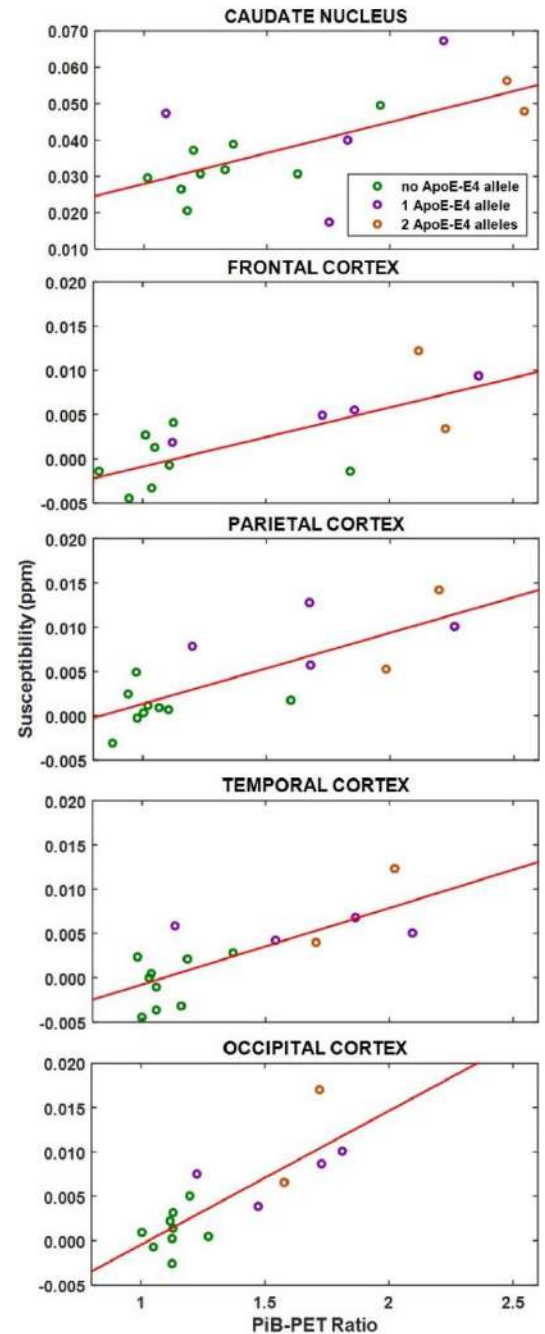 CAUDATE NUCLEUS
0.070
0.060
0.050
0.040
0.030
0.020
0.010
no ApoE-E4 allele
1 ApoE-E4 allele
2 ApoE-E4 alleles
FRONTAL CORTEX
0.020
0.015
0.010
0.005
0.000
-0.005
PARIETAL CORTEX
0.020
0.015
0.010
0.005
0.000
-0.005
Susceptibility (ppm)
TEMPORAL CORTEX
0.020
0.015
0.010
0.005
0.000
-0.005
OCCIPITAL CORTEX
0.020
0.015
0.010
0.005
0.000
-0.005
1 1.5 2 2.5
PiB-PET Ratio